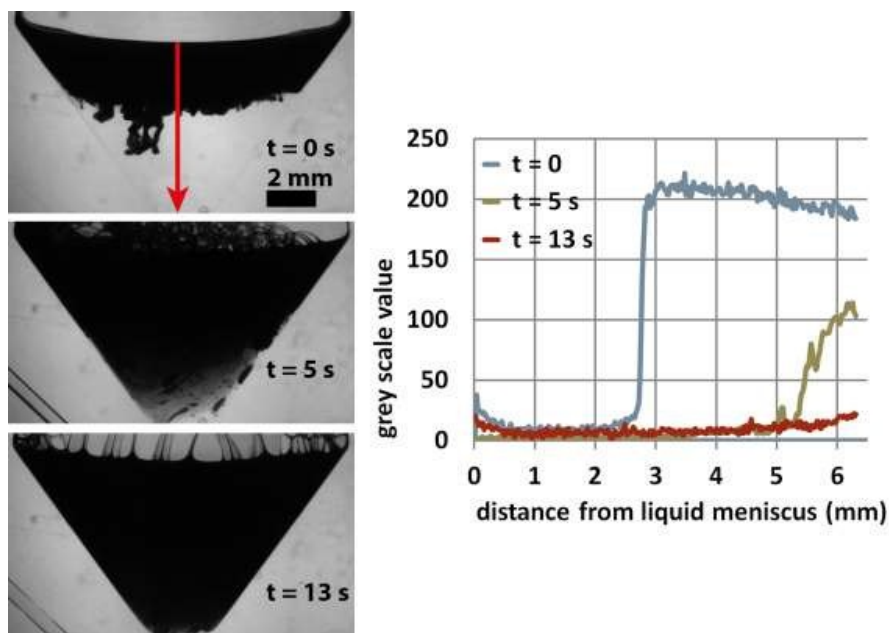 t = 0 s
2 mm
t = 5 s
t = 13 s
250
200
150
100
50
0
grey scale value
t = 0
t = 5 s
t = 13 s
0 1 2 3 4 5 6
distance from liquid meniscus (mm)